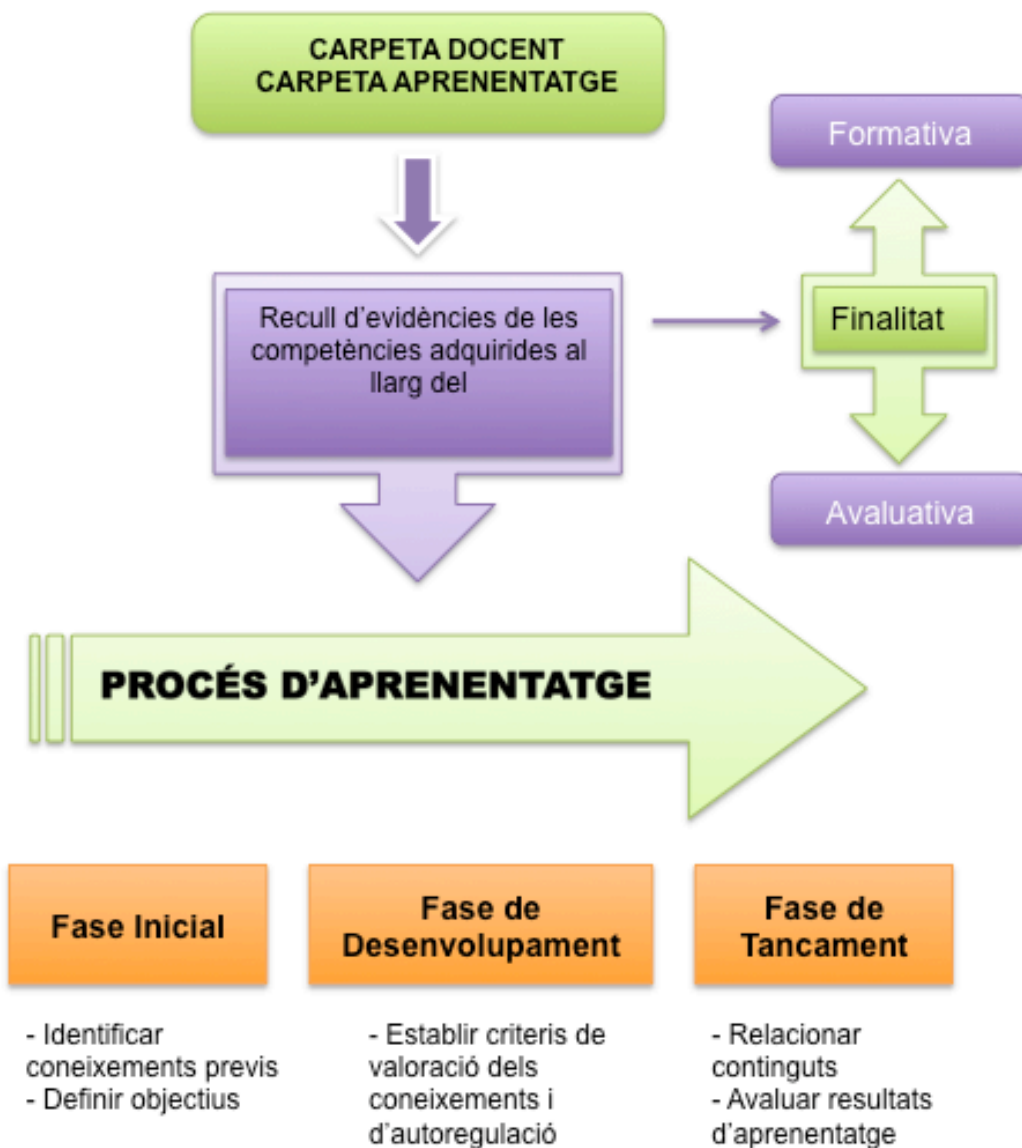 CARPETA DOCENT
CARPETA APRENENTATGE
Formativa
Recull d’evidències de les
competències adquirides al
llarg del
Finalitat
Avaluativa
PROCÉS D’APRENENTATGE
Fase Inicial
Fase de
Desenvolupament
Fase de
Tancament
- Identificar
coneixements previs
- Definir objectius
- Establir criteris de
valoració dels
coneixements i
d’autoregulació
- Relacionar
continguts
- Avaluar resultats
d’aprenentatge